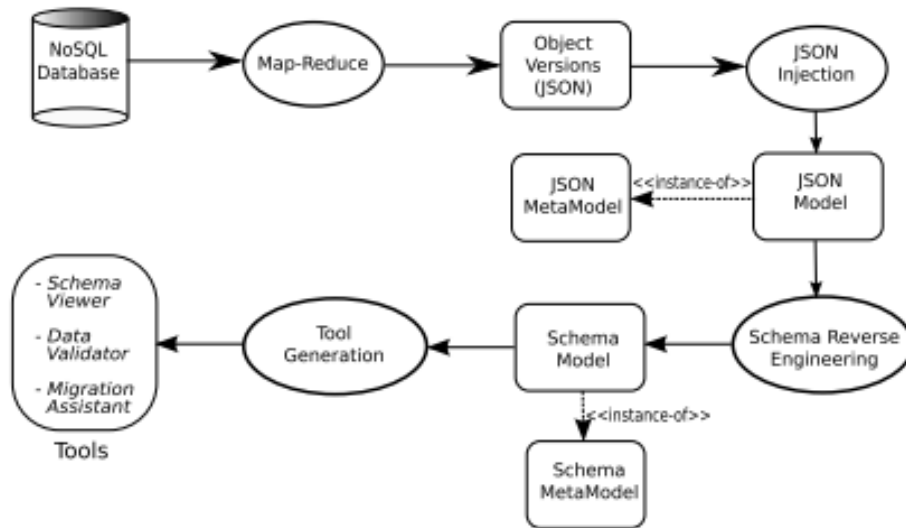 NoSQL
Database
Map-Reduce
Object
Versions
(JSON)
JSON
Injection
JSON
MetaModel
<<instance-of>>
JSON
Model
- Schema
Viewer
- Data
Validator
- Migration
Assistant
Tools
Tool
Generation
Schema
Model
Schema Reverse
Engineering
<<instance-of>>
Schema
MetaModel